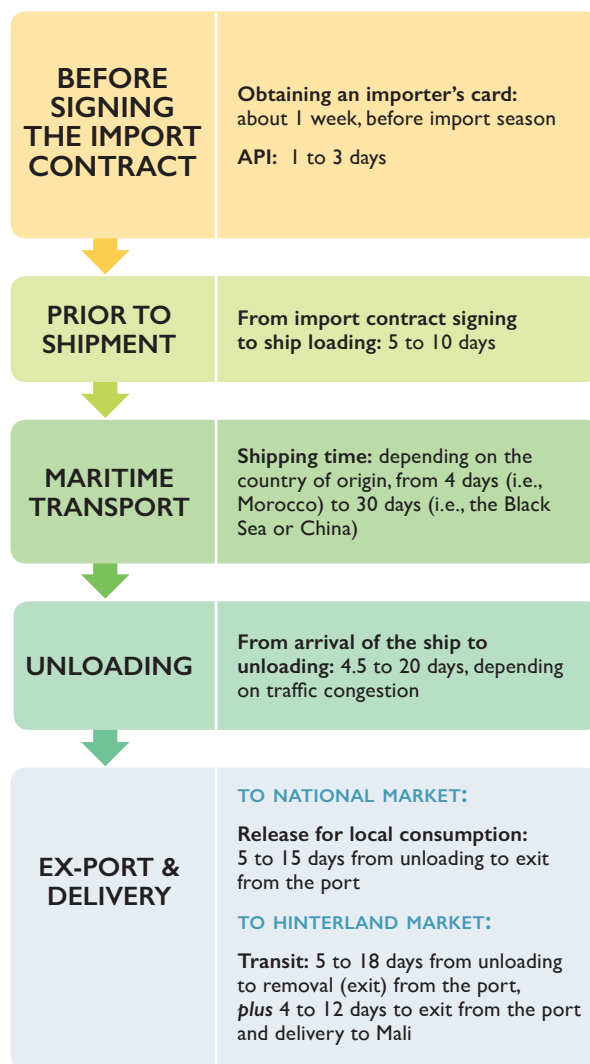 BEFORE
SIGNING
THE IMPORT
CONTRACT
Obtaining an importer's card:
about 1 week, before import season
API: 1 to 3 days
PRIOR TO
SHIPMENT
From import contract signing
to ship loading: 5 to 10 days
MARITIME
TRANSPORT
Shipping time: depending on the
country of origin, from 4 days (i.e.,
Morocco) to 30 days (i.e., the Black
Sea or China)
UNLOADING
From arrival of the ship to
unloading: 4.5 to 20 days, depending
on traffic congestion
EX-PORT &
DELIVERY
TO NATIONAL MARKET:
Release for local consumption:
5 to 15 days from unloading to exit
from the port
TO HINTERLAND MARKET:
Transit: 5 to 18 days from unloading
to removal (exit) from the port,
plus 4 to 12 days to exit from the port
and delivery to Mali